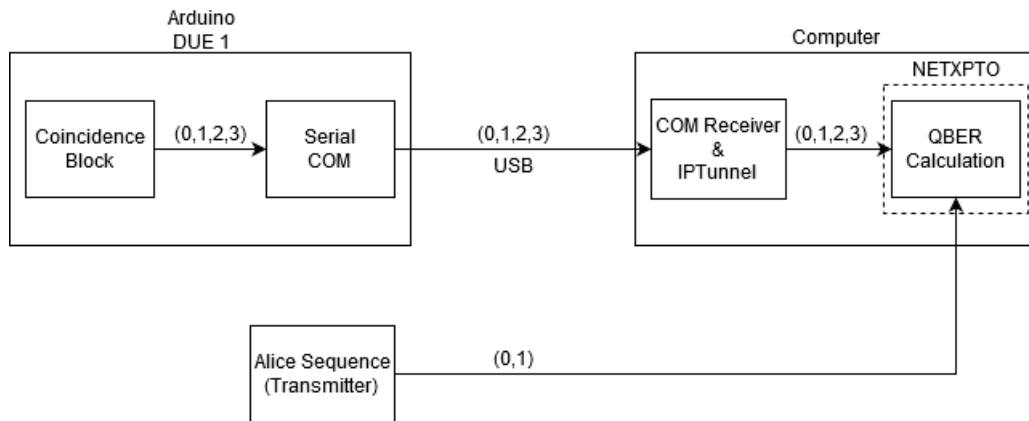 Arduino
DUE 1
Computer
NETXPTO
Coincidence
Block
(0,1,2,3)
Serial
COM
(0,1,2,3)
USB
COM Receiver
&
IPTunnel
(0,1,2,3)
QBER
Calculation
Alice Sequence
(Transmitter)
(0,1)